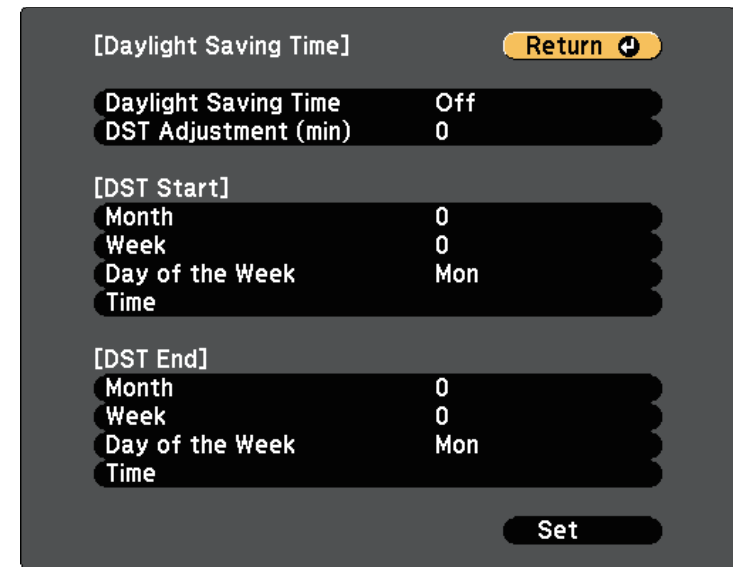 [Daylight Saving Time] Return
Daylight Saving Time Off
DST Adjustment (min) 0
[DST Start]
Month 0
Week 0
Day of the Week Mon
Time
[DST End]
Month 0
Week 0
Day of the Week Mon
Time
Set